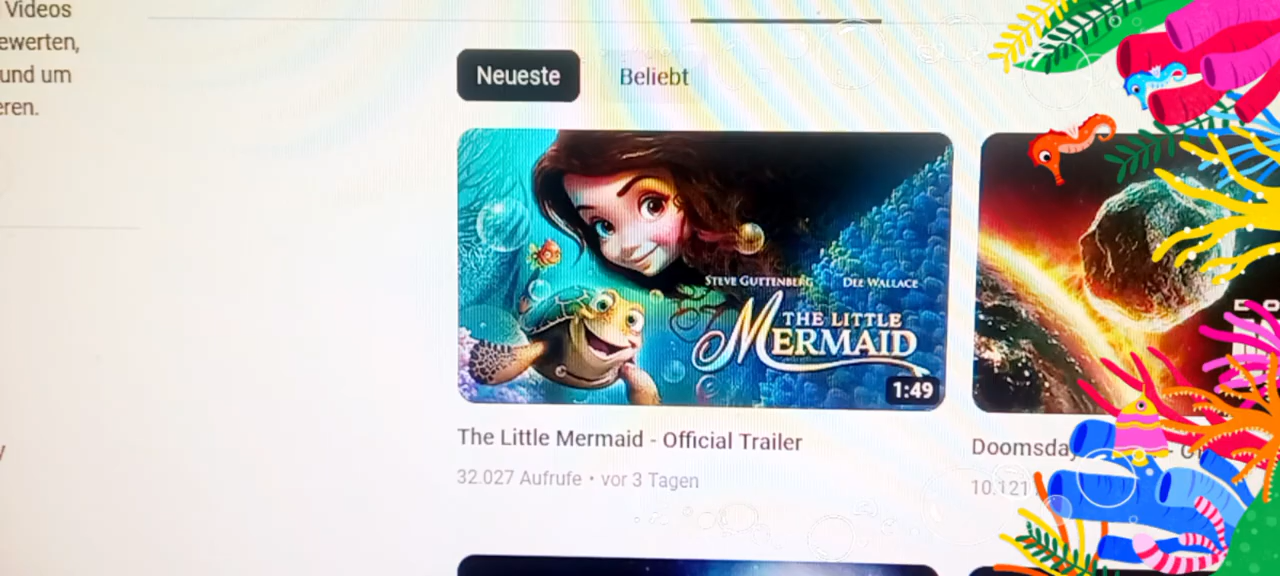 Videos
ewerten,
und um
eren.
Neueste
Beliebt
STEVE GUTTENBERG DEE WALLACE
THE LITTLE
MERMAID
1:49
The Little Mermaid - Official Trailer
32.027 Aufrufe • vor 3 Tagen
Doomsday
10.121